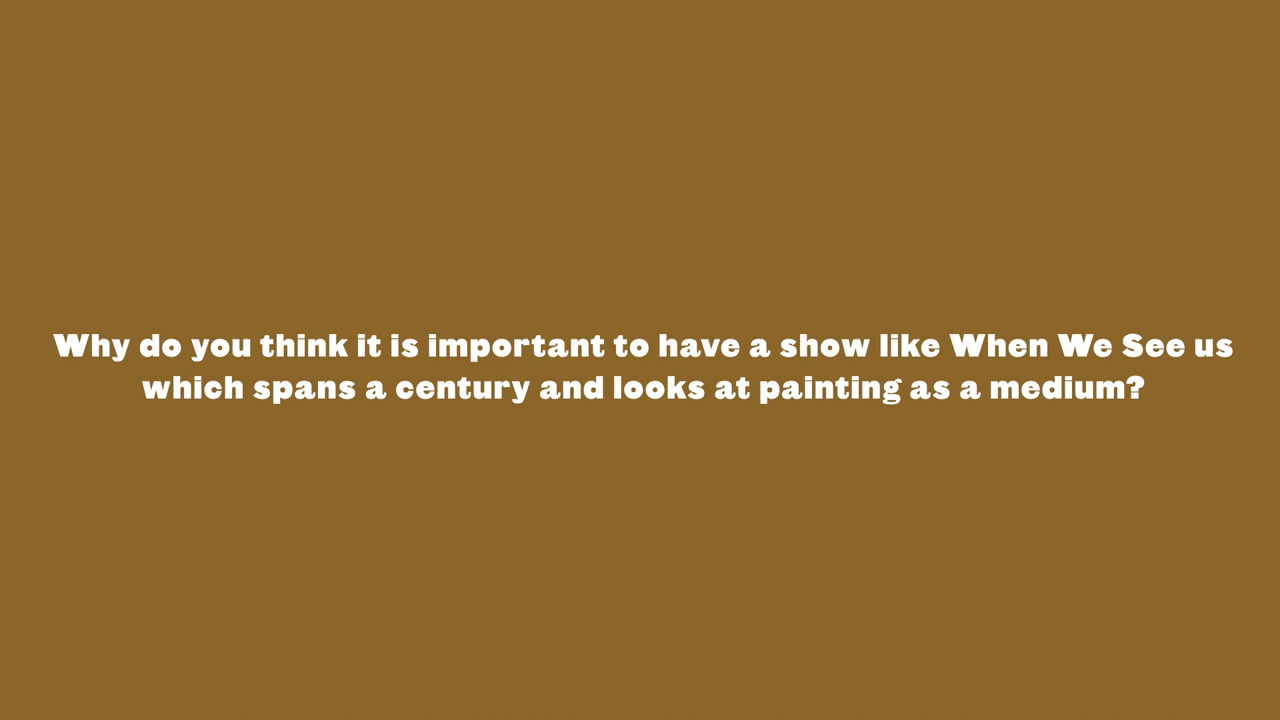 Why do you think it is important to have a show like When We See us
which spans a century and looks at painting as a medium?